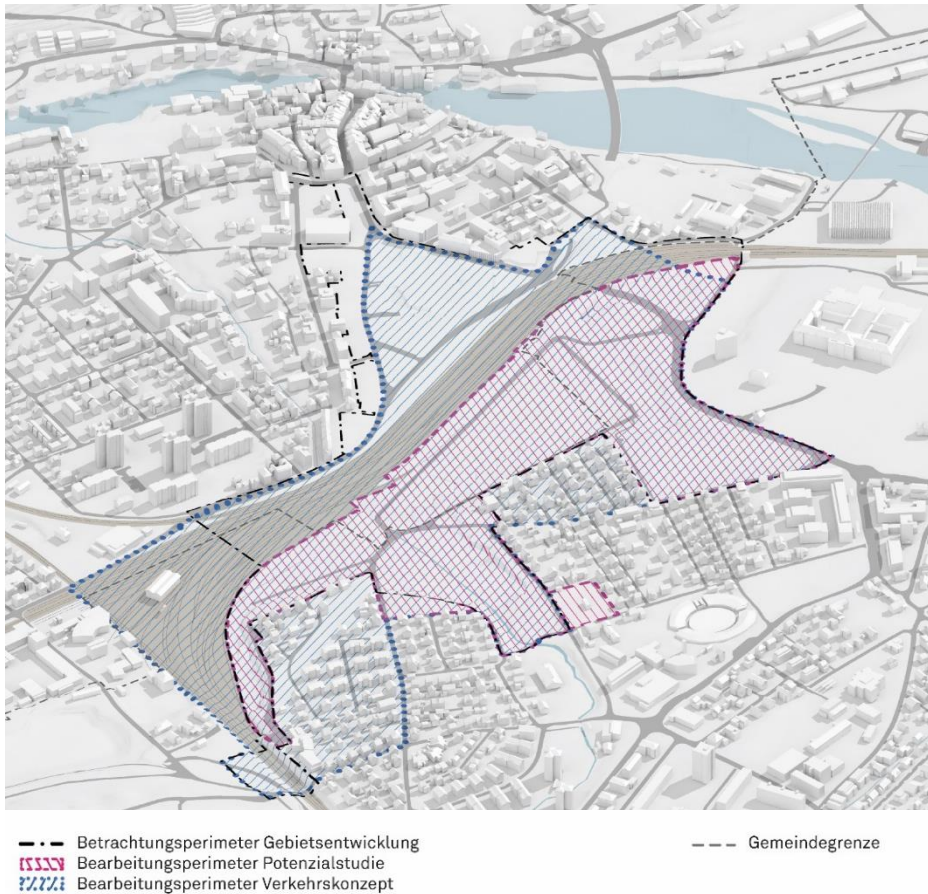 Betrachtungsperimeter Gebietsentwicklung
Bearbeitungsperimeter Potenzialstudie
Bearbeitungsperimeter Verkehrskonzept
Gemeindegrenze